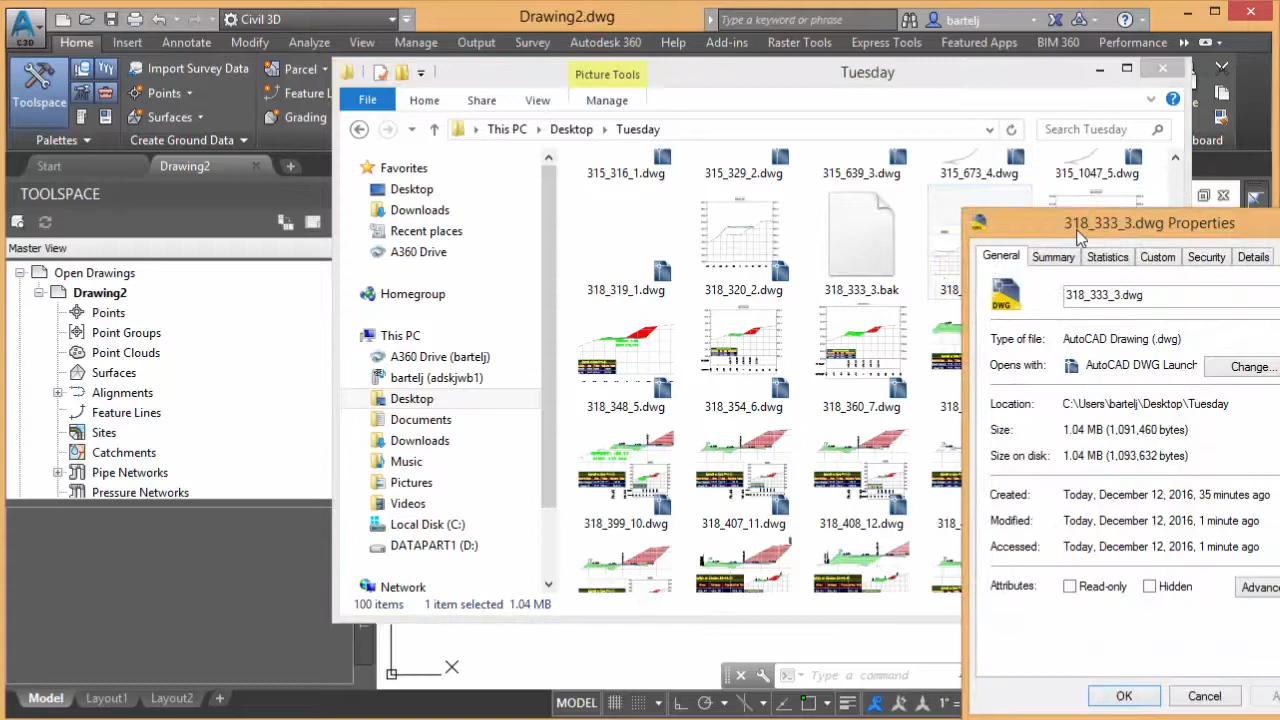 Civil 3D
Drawing2.dwg
Type a keyword or phrase
bartelj
C3D
Home Insert Annotate Modify Analyze View Manage Output Survey Autodesk 360 Help Add-ins Raster Tools Express Tools Featured Apps BIM 360 Performance
Toolspace
Import Survey Data
Points
Surfaces
Parcel
Feature L
Grading
Palettes
Create Ground Data
board
Start
Drawing2
TOOLSPACE
Master View
Open Drawings
Drawing2
Points
Point Groups
Point Clouds
Surfaces
Alignments
Feature Lines
Sites
Catchments
Pipe Networks
Pressure Networks
Picture Tools
Tuesday
File Home Share View Manage
This PC Desktop Tuesday
Search Tuesday
Favorites
Desktop
Downloads
Recent places
A360 Drive
Homegroup
This PC
A360 Drive (bartelj)
bartelj (adskjwb1)
Desktop
Documents
Downloads
Music
Pictures
Videos
Local Disk (C:)
DATAPART1 (D:)
Network
315_316_1.dwg 315_329_2.dwg 315_639_3.dwg 315_673_4.dwg 315_1047_5.dwg
318_319_1.dwg 318_320_2.dwg 318_333_3.bak 318_
318_348_5.dwg 318_354_6.dwg 318_360_7.dwg
318_399_10.dwg 318_407_11.dwg 318_408_12.dwg
100 items 1 item selected 1.04 MB
318_333_3.dwg Properties
General Summary Statistics Custom Security Details
DWG
318_333_3.dwg
Type of file: AutoCAD Drawing (.dwg)
Opens with: AutoCAD DWG Launch Change...
Location: C:\Users\bartelj\Desktop\Tuesday
Size: 1.04 MB (1,091,460 bytes)
Size on disk: 1.04 MB (1,093,632 bytes)
Created: Today, December 12, 2016, 35 minutes ago
Modified: Today, December 12, 2016, 1 minute ago
Accessed: Today, December 12, 2016, 1 minute ago
Attributes: Read-only Hidden Advanc
OK Cancel
Type a command
Model Layout1 Layout2
MODEL
1" =